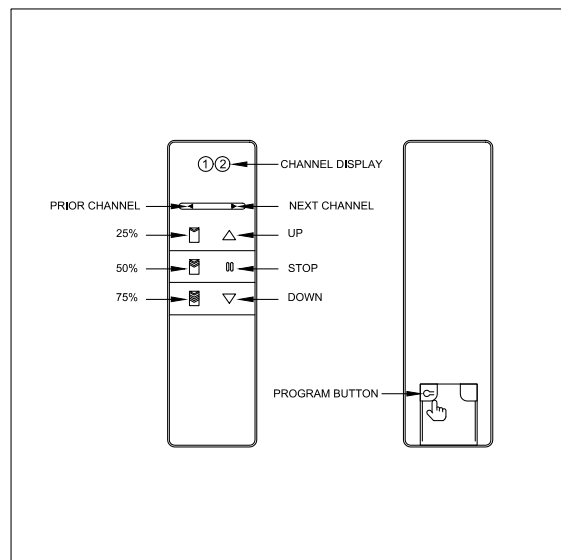 12 CHANNEL DISPLAY
PRIOR CHANNEL NEXT CHANNEL
25% UP
50% STOP
75% DOWN
PROGRAM BUTTON